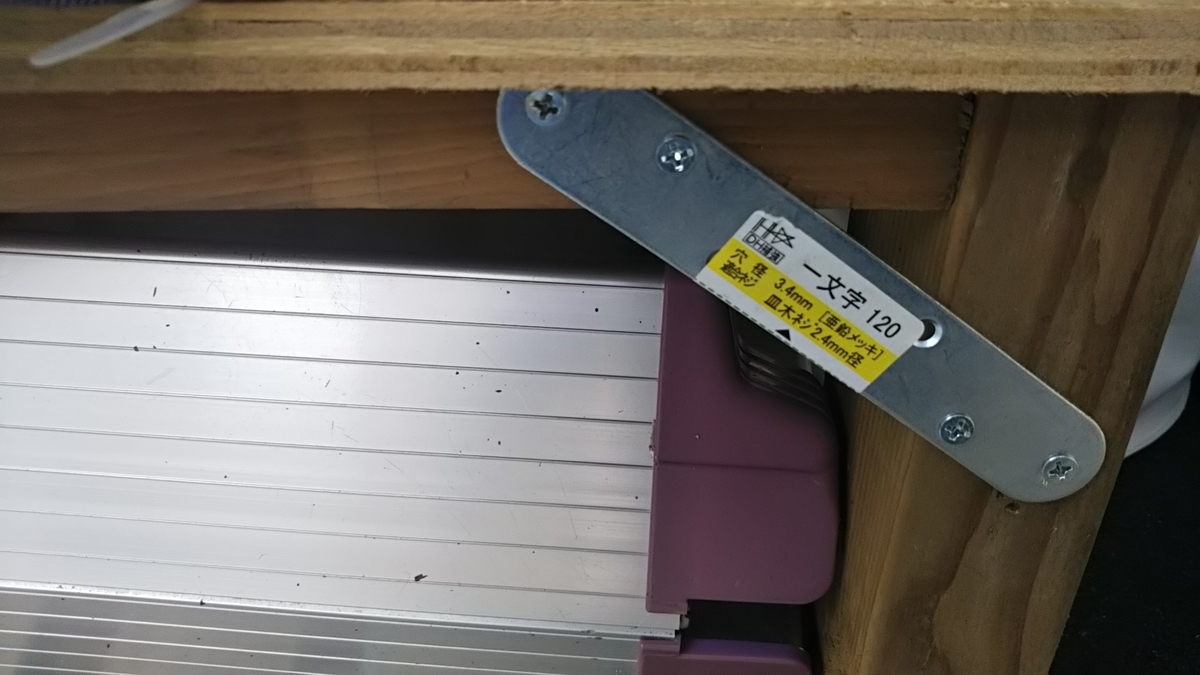 DH補強
一文字 120
穴径 3.4mm [亜鉛メッキ]
適合ネジ 皿木ネジ2.4mm径